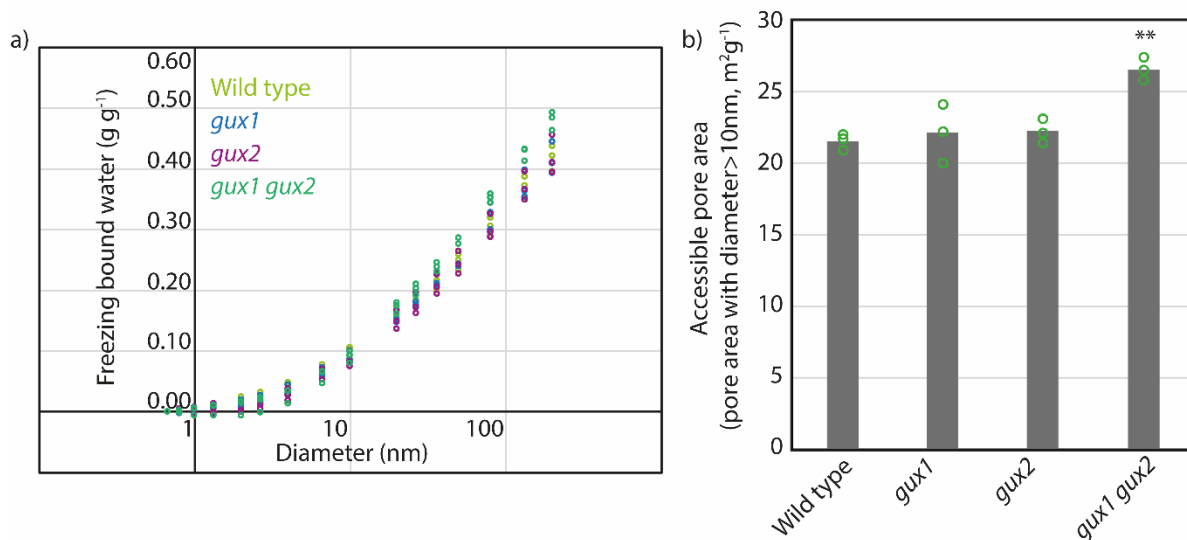 a)
Freezing bound water (g g⁻¹)
0.60
0.50
0.40
0.30
0.20
0.10
0.00
Wild type
gux1
gux2
gux1 gux2
1
10
100
Diameter (nm)
b)
Accessible pore area
(pore area with diameter>10nm, m²g⁻¹)
30
25
20
15
10
5
0
**
Wild type
gux1
gux2
gux1 gux2